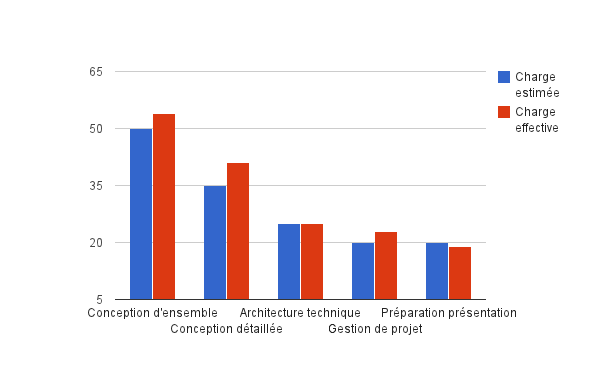 65
50
35
20
5
Charge
estimée
Charge
effective
Conception d'ensemble
Architecture technique
Préparation présentation
Conception détaillée
Gestion de projet